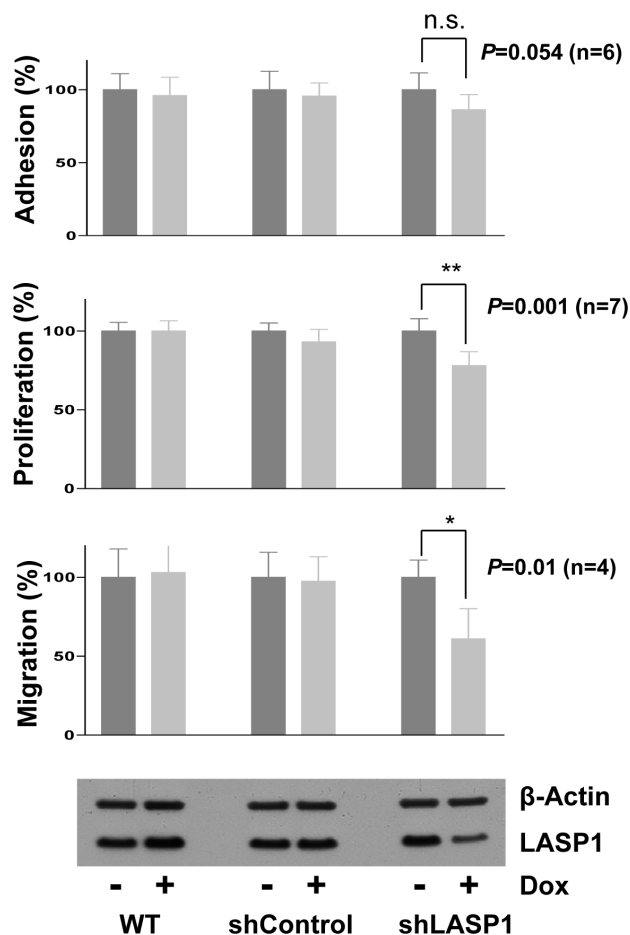 n.s.
P=0.054 (n=6)
Adhesion (%)
100
50
0
**
P=0.001 (n=7)
Proliferation (%)
100
50
0
*
P=0.01 (n=4)
Migration (%)
100
50
0
β-Actin
LASP1
- + - + - + Dox
WT shControl shLASP1